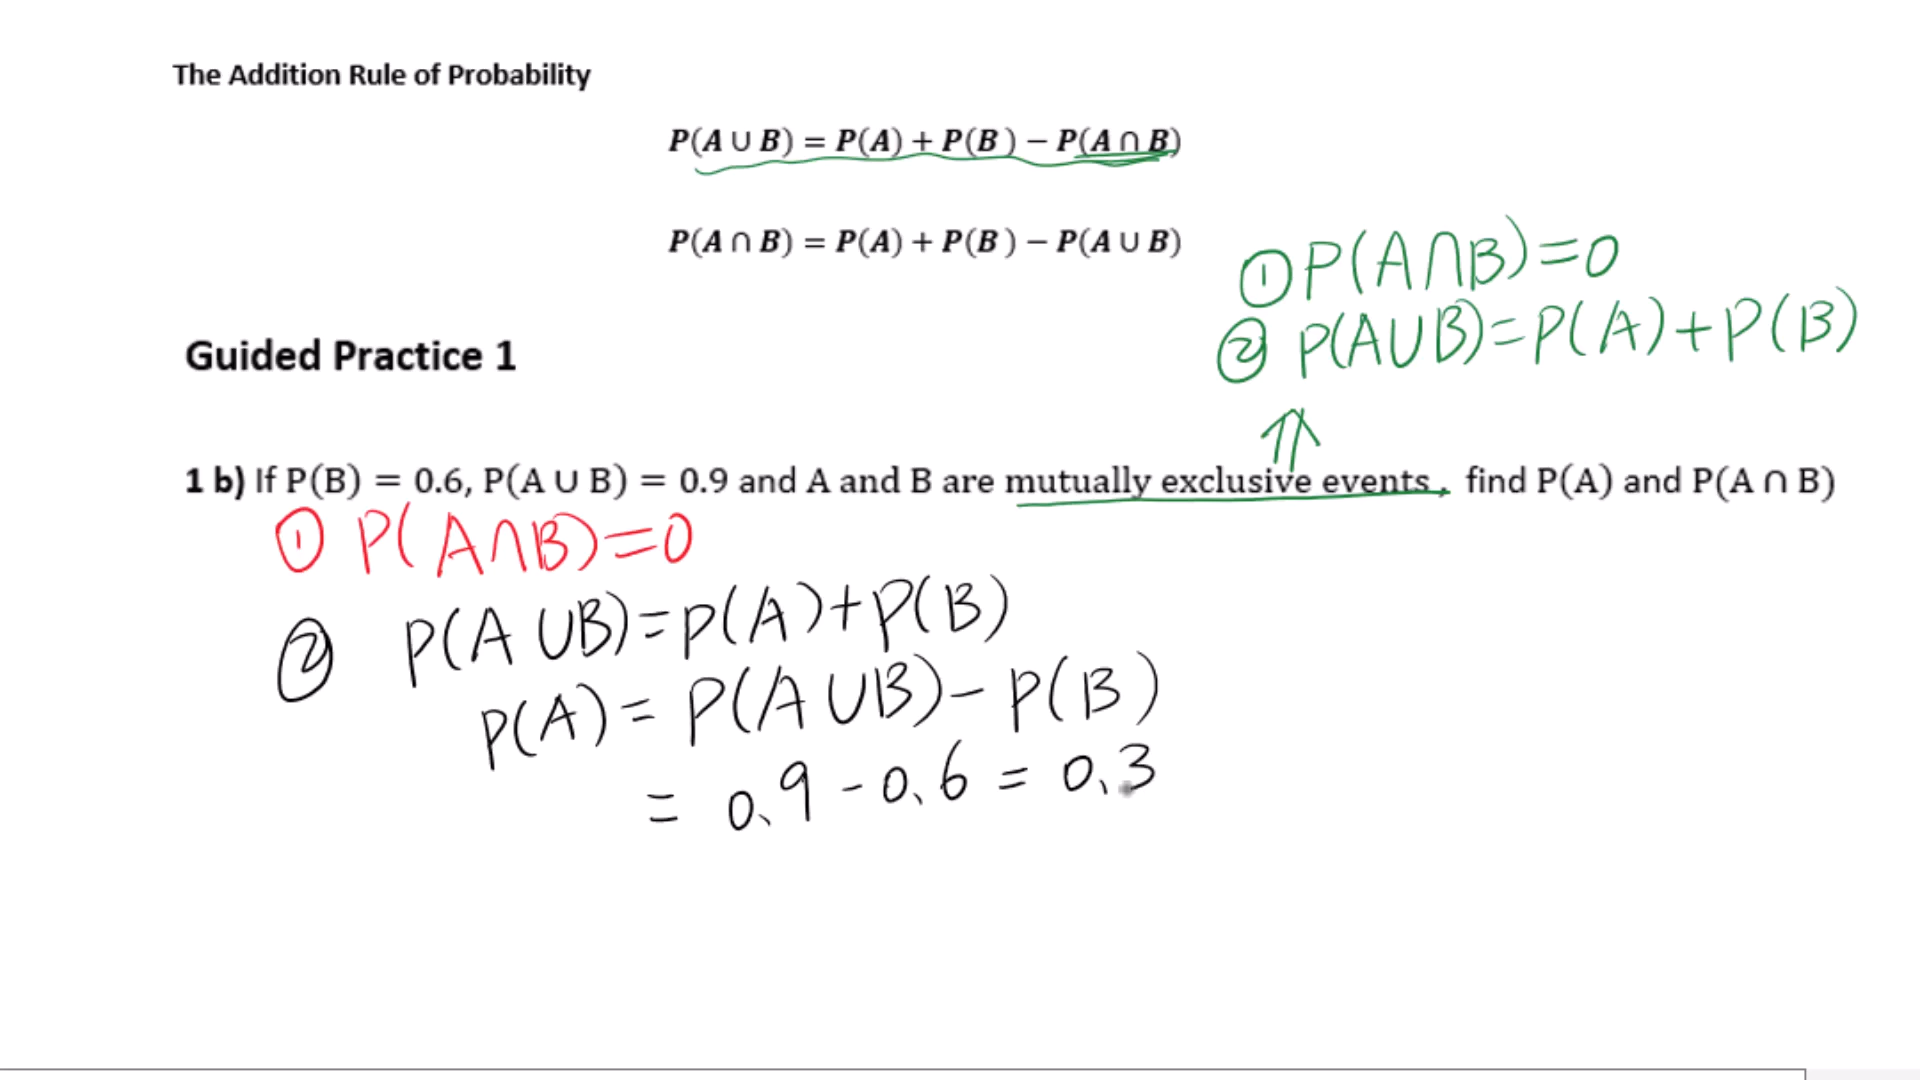 The Addition Rule of Probability
P(A ∪ B) = P(A) + P(B) − P(A ∩ B)
P(A ∩ B) = P(A) + P(B) − P(A ∪ B)
① P(A∩B)=0
② P(A∪B)=P(A)+P(B)
Guided Practice 1
1 b) If P(B) = 0.6, P(A ∪ B) = 0.9 and A and B are mutually exclusive events, find P(A) and P(A ∩ B)
① P(A∩B)=0
② P(A∪B)=P(A)+P(B)
P(A)= P(A∪B)− P(B)
= 0.9 - 0.6 = 0.3